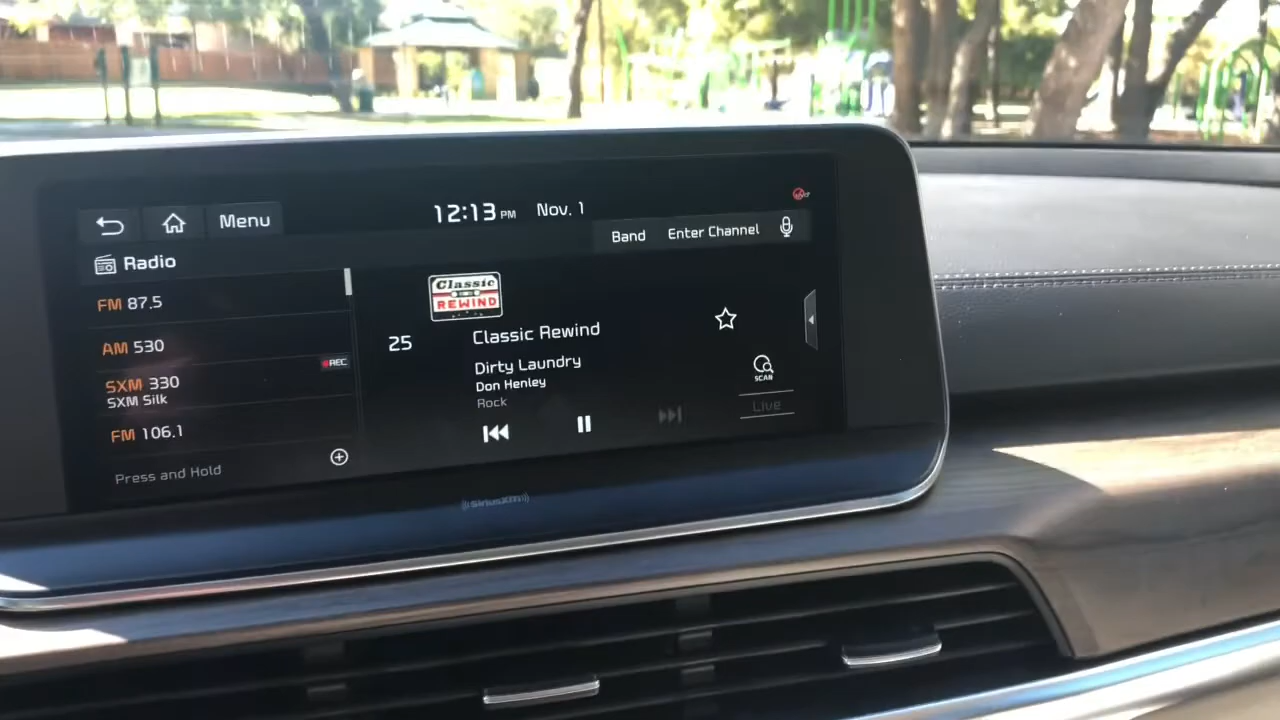 Menu
12:13 PM Nov. 1
Band Enter Channel
Radio
FM 87.5
AM 530
REC
SXM 330
SXM Silk
FM 106.1
Press and Hold
Classic
REWIND
25
Classic Rewind
Dirty Laundry
Don Henley
Rock
SCAN
Live
SiriusXM